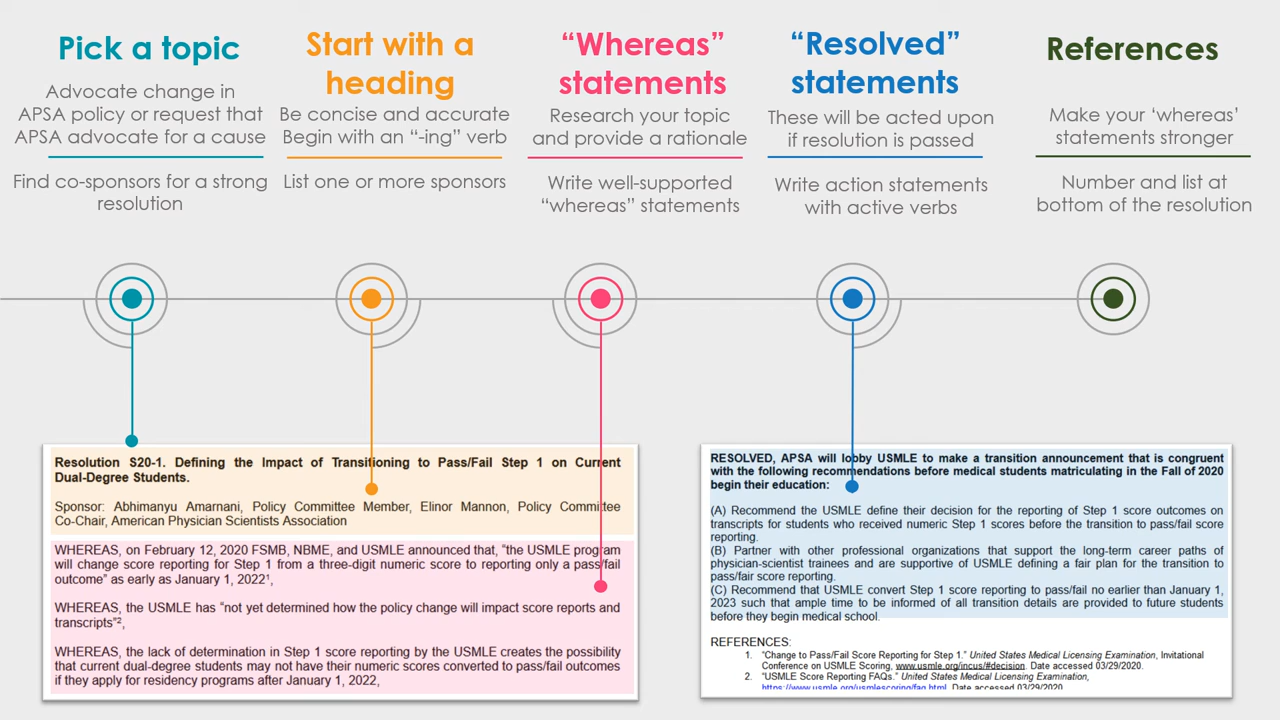 Pick a topic
Advocate change in
APSA policy or request that
APSA advocate for a cause
Find co-sponsors for a strong
resolution
Start with a
heading
Be concise and accurate
Begin with an “-ing” verb
List one or more sponsors
“Whereas”
statements
Research your topic
and provide a rationale
Write well-supported
“whereas” statements
“Resolved”
statements
These will be acted upon
if resolution is passed
Write action statements
with active verbs
References
Make your ‘whereas’
statements stronger
Number and list at
bottom of the resolution
Resolution S20-1. Defining the Impact of Transitioning to Pass/Fail Step 1 on Current
Dual-Degree Students.
Sponsor: Abhimanyu Amarnani, Policy Committee Member, Elinor Mannon, Policy Committee
Co-Chair, American Physician Scientists Association
WHEREAS, on February 12, 2020 FSMB, NBME, and USMLE announced that, “the USMLE program
will change score reporting for Step 1 from a three-digit numeric score to reporting only a pass/fail
outcome” as early as January 1, 2022¹,
WHEREAS, the USMLE has “not yet determined how the policy change will impact score reports and
transcripts”²,
WHEREAS, the lack of determination in Step 1 score reporting by the USMLE creates the possibility
that current dual-degree students may not have their numeric scores converted to pass/fail outcomes
if they apply for residency programs after January 1, 2022,
RESOLVED, APSA will lobby USMLE to make a transition announcement that is congruent
with the following recommendations before medical students matriculating in the Fall of 2020
begin their education:
(A) Recommend the USMLE define their decision for the reporting of Step 1 score outcomes on
transcripts for students who received numeric Step 1 scores before the transition to pass/fail score
reporting.
(B) Partner with other professional organizations that support the long-term career paths of
physician-scientist trainees and are supportive of USMLE defining a fair plan for the transition to
pass/fair score reporting.
(C) Recommend that USMLE convert Step 1 score reporting to pass/fail no earlier than January 1,
2023 such that ample time to be informed of all transition details are provided to future students
before they begin medical school.
REFERENCES:
1. “Change to Pass/Fail Score Reporting for Step 1.” United States Medical Licensing Examination, Invitational
Conference on USMLE Scoring, www.usmle.org/incus/#decision. Date accessed 03/29/2020.
2. “USMLE Score Reporting FAQs.” United States Medical Licensing Examination,
https://www.usmle.org/usmlescoring/faq.html. Date accessed 03/29/2020